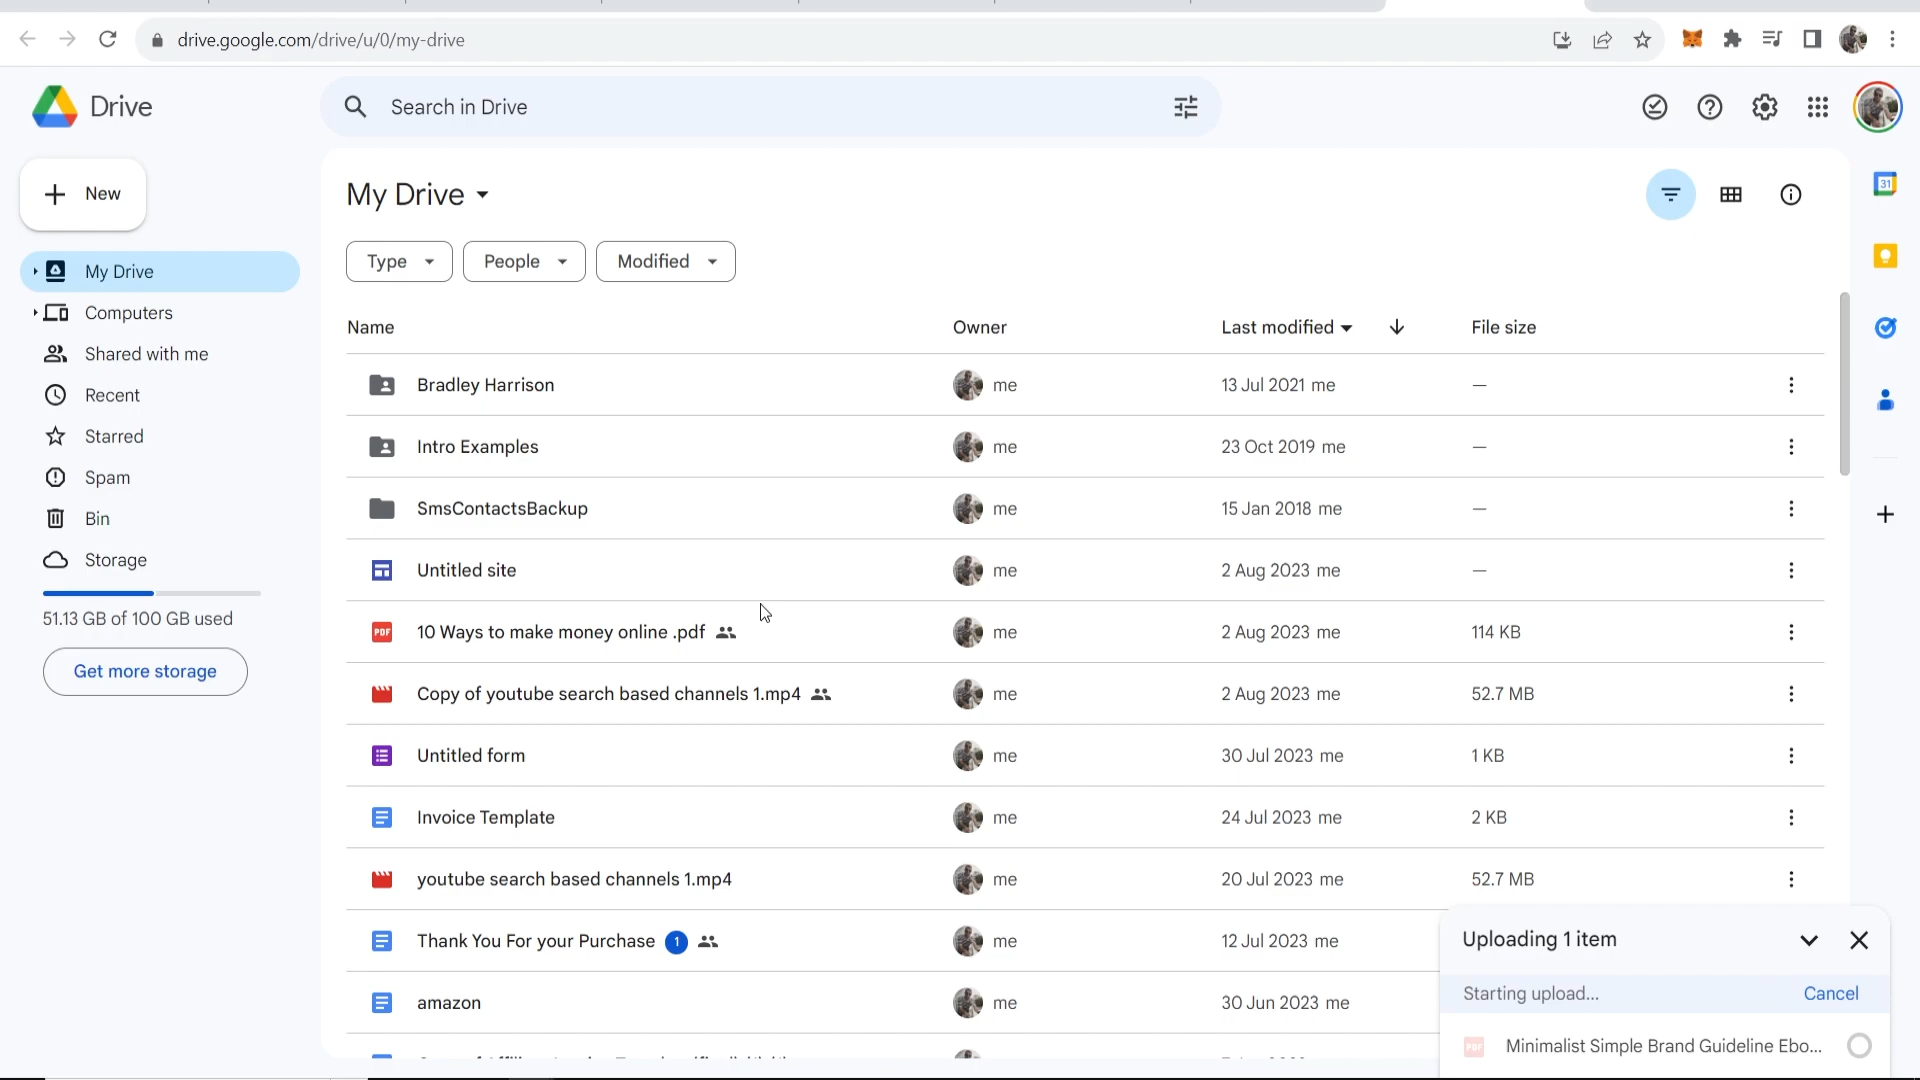 drive.google.com/drive/u/0/my-drive
Drive
Search in Drive
31
New
My Drive
Computers
Shared with me
Recent
Starred
Spam
Bin
Storage
51.13 GB of 100 GB used
Get more storage
My Drive
Type
People
Modified
Name Owner Last modified File size
Bradley Harrison me 13 Jul 2021 me —
Intro Examples me 23 Oct 2019 me —
SmsContactsBackup me 15 Jan 2018 me —
Untitled site me 2 Aug 2023 me —
PDF 10 Ways to make money online .pdf me 2 Aug 2023 me 114 KB
Copy of youtube search based channels 1.mp4 me 2 Aug 2023 me 52.7 MB
Untitled form me 30 Jul 2023 me 1 KB
Invoice Template me 24 Jul 2023 me 2 KB
youtube search based channels 1.mp4 me 20 Jul 2023 me 52.7 MB
Thank You For your Purchase 1 me 12 Jul 2023 me
amazon me 30 Jun 2023 me
Uploading 1 item
Starting upload... Cancel
PDF Minimalist Simple Brand Guideline Ebo...